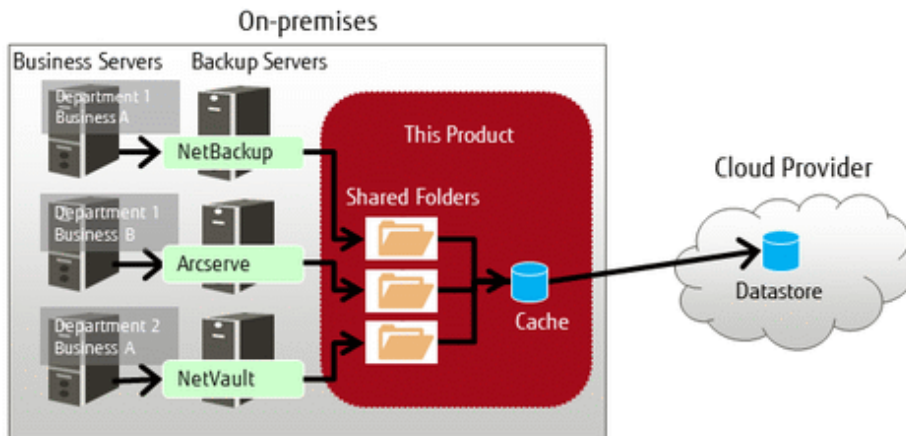 On-premises
Business Servers
Backup Servers
Department 1
Business A
NetBackup
Department 1
Business B
Arcserve
Department 2
Business A
NetVault
This Product
Shared Folders
Cache
Cloud Provider
Datastore